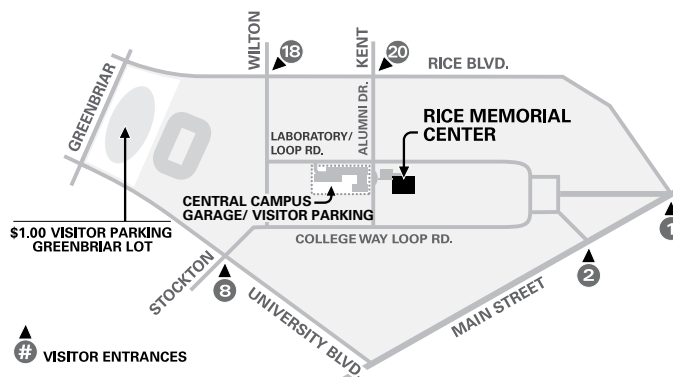 WILTON
18
KENT
20
RICE BLVD.
GREENBRIAR
ALUMNI DR.
RICE MEMORIAL
CENTER
LABORATORY/
LOOP RD.
CENTRAL CAMPUS
GARAGE/ VISITOR PARKING
$1.00 VISITOR PARKING
GREENBRIAR LOT
COLLEGE WAY LOOP RD.
1
STOCKTON
8
2
UNIVERSITY BLVD.
MAIN STREET
# VISITOR ENTRANCES